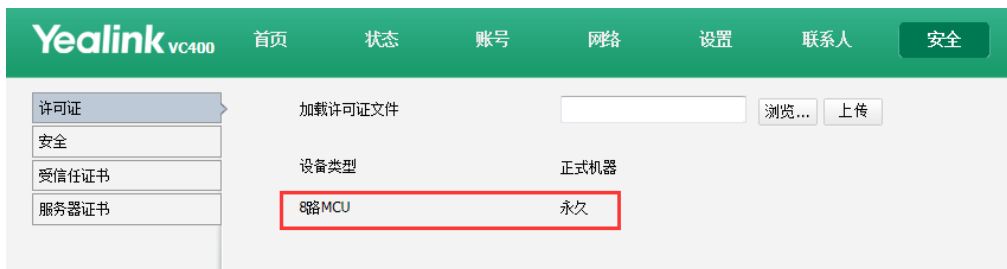 Yealink VC400 首页 状态 账号 网络 设置 联系人 安全
许可证
安全
受信任证书
服务器证书
加载许可证文件 浏览... 上传
设备类型 正式机器
8路MCU 永久